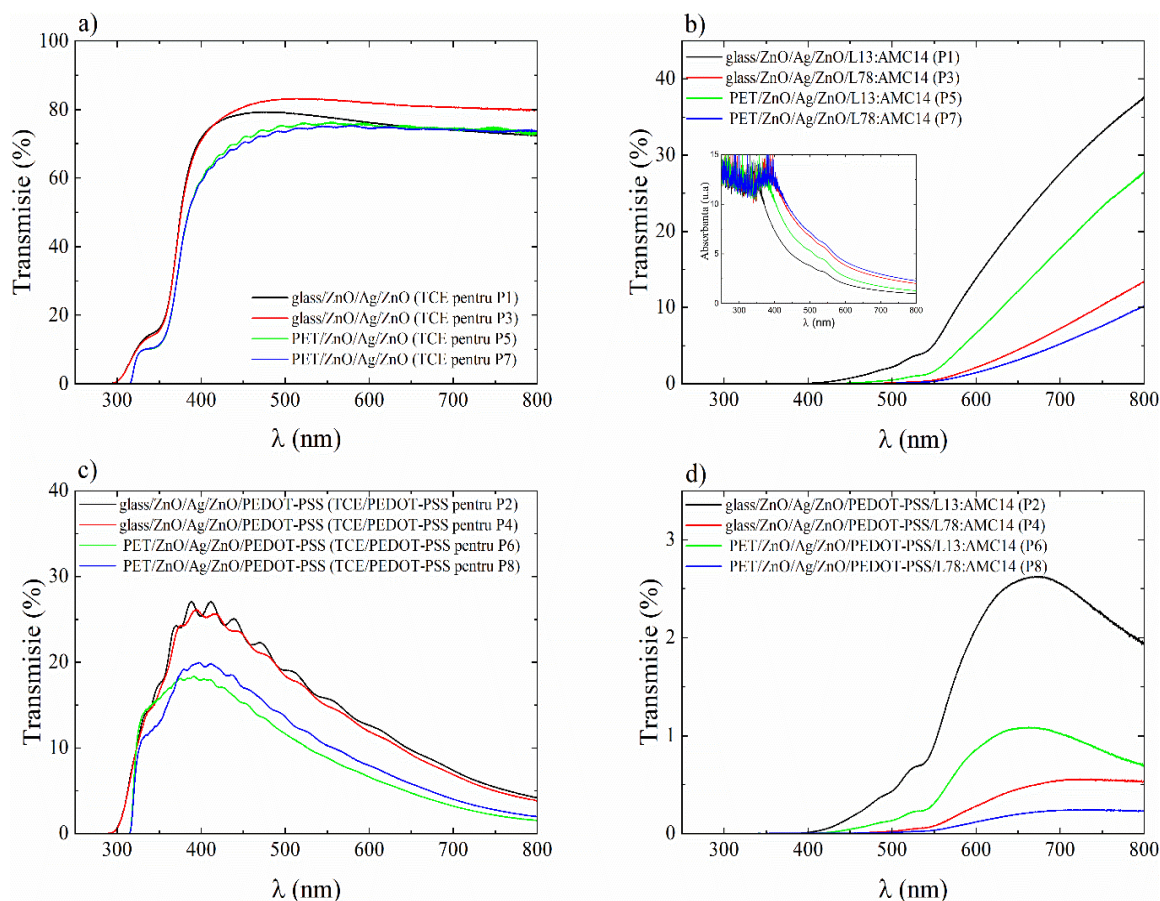 a)
Transmisie (%)
100
80
60
40
20
0
glass/ZnO/Ag/ZnO (TCE pentru P1)
glass/ZnO/Ag/ZnO (TCE pentru P3)
PET/ZnO/Ag/ZnO (TCE pentru P5)
PET/ZnO/Ag/ZnO (TCE pentru P7)
300 400 500 600 700 800
λ (nm)
b)
Transmisie (%)
40
30
20
10
0
glass/ZnO/Ag/ZnO/L13:AMC14 (P1)
glass/ZnO/Ag/ZnO/L78:AMC14 (P3)
PET/ZnO/Ag/ZnO/L13:AMC14 (P5)
PET/ZnO/Ag/ZnO/L78:AMC14 (P7)
Absorbanta (u.a)
15
10
5
0
300 400 500 600 700 800
λ (nm)
300 400 500 600 700 800
λ (nm)
c)
Transmisie (%)
40
30
20
10
0
glass/ZnO/Ag/ZnO/PEDOT-PSS (TCE/PEDOT-PSS pentru P2)
glass/ZnO/Ag/ZnO/PEDOT-PSS (TCE/PEDOT-PSS pentru P4)
PET/ZnO/Ag/ZnO/PEDOT-PSS (TCE/PEDOT-PSS pentru P6)
PET/ZnO/Ag/ZnO/PEDOT-PSS (TCE/PEDOT-PSS pentru P8)
300 400 500 600 700 800
λ (nm)
d)
Transmisie (%)
3
2
1
0
glass/ZnO/Ag/ZnO/PEDOT-PSS/L13:AMC14 (P2)
glass/ZnO/Ag/ZnO/PEDOT-PSS/L78:AMC14 (P4)
PET/ZnO/Ag/ZnO/PEDOT-PSS/L13:AMC14 (P6)
PET/ZnO/Ag/ZnO/PEDOT-PSS/L78:AMC14 (P8)
300 400 500 600 700 800
λ (nm)